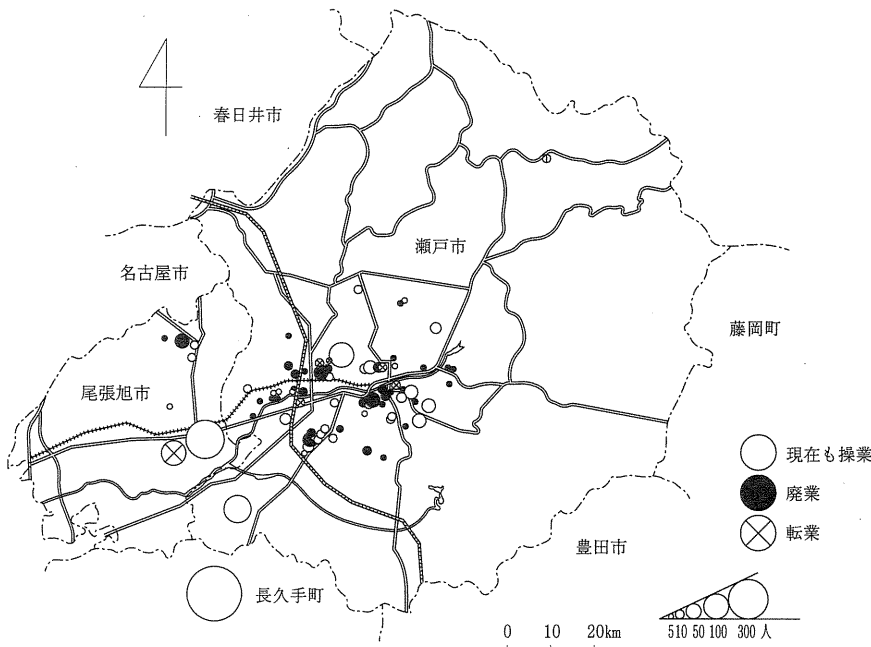 春日井市
瀬戸市
名古屋市
藤岡町
尾張旭市
現在も操業
廃業
転業
豊田市
長久手町
0 10 20km
510 50 100 300 人